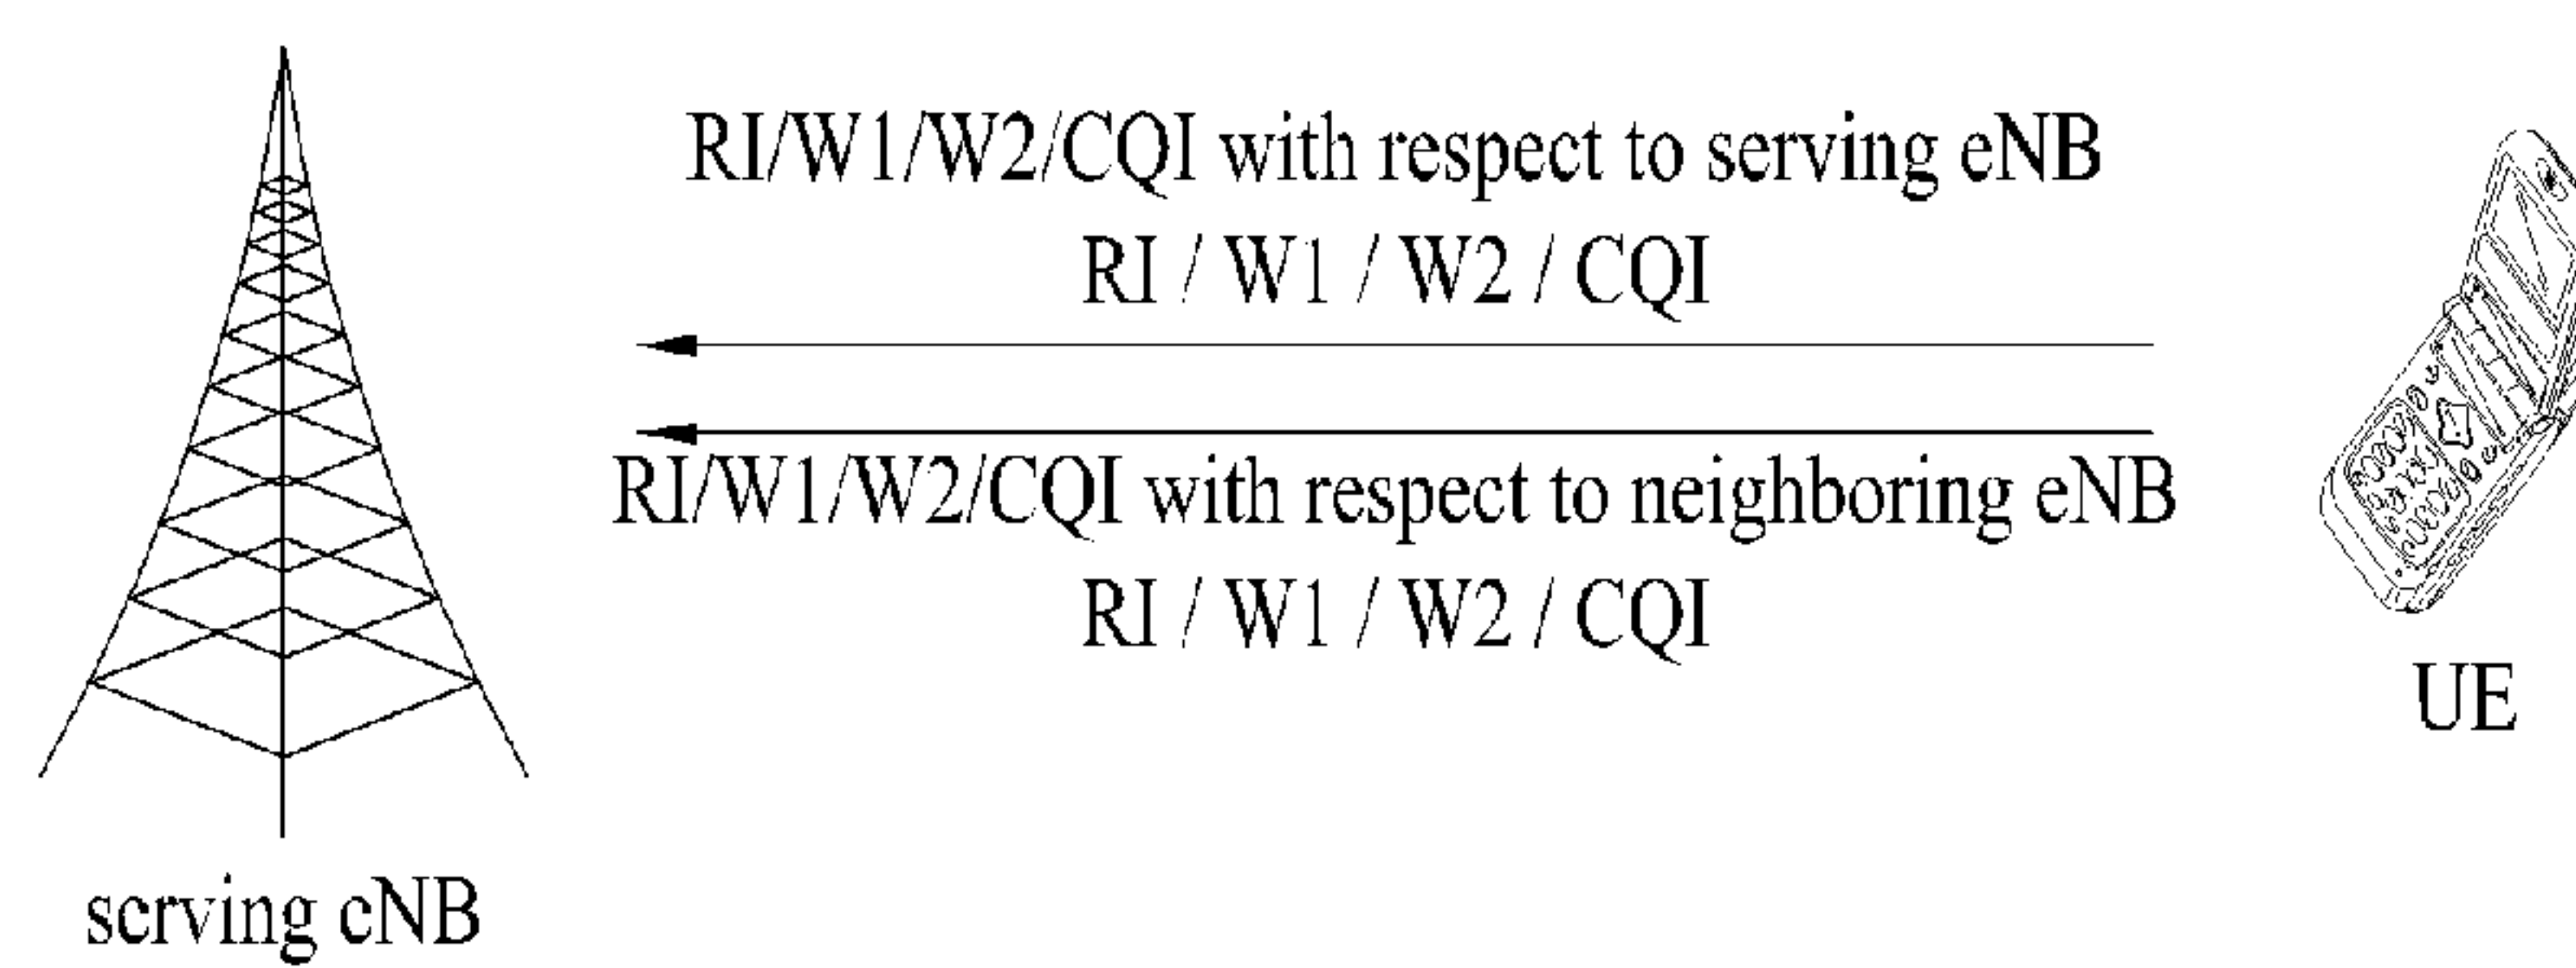 RI/W1/W2/CQI with respect to serving eNB
RI / W1 / W2 / CQI
RI/W1/W2/CQI with respect to neighboring eNB
RI / W1 / W2 / CQI
UE
serving eNB